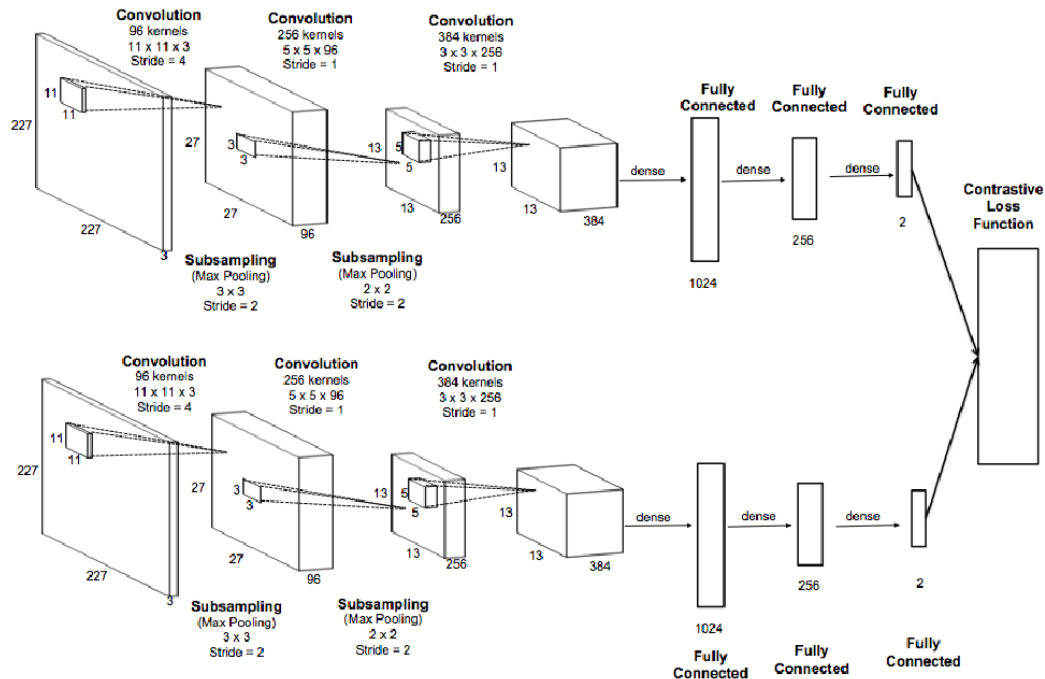 Convolution
96 kernels
11 x 11 x 3
Stride = 4
Convolution
256 kernels
5 x 5 x 96
Stride = 1
Convolution
384 kernels
3 x 3 x 256
Stride = 1
Fully
Connected
Fully
Connected
Fully
Connected
11
11
227
227
3
27
3
3
27
96
13
5
5
13
256
13
13
384
dense
dense
dense
1024
256
2
Contrastive
Loss
Function
Subsampling
(Max Pooling)
3 x 3
Stride = 2
Subsampling
(Max Pooling)
2 x 2
Stride = 2
Convolution
96 kernels
11 x 11 x 3
Stride = 4
Convolution
256 kernels
5 x 5 x 96
Stride = 1
Convolution
384 kernels
3 x 3 x 256
Stride = 1
11
11
227
227
3
27
3
3
27
96
13
5
5
13
256
13
13
384
dense
dense
dense
1024
256
2
Subsampling
(Max Pooling)
3 x 3
Stride = 2
Subsampling
(Max Pooling)
2 x 2
Stride = 2
Fully
Connected
Fully
Connected
Fully
Connected